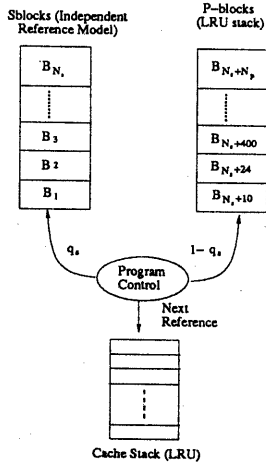 Sblocks (Independent
Reference Model)
P-blocks
(LRU stack)
B_{N_s}
B_3
B_2
B_1
B_{N_s+N_p}
B_{N_s+400}
B_{N_s+24}
B_{N_s+10}
q_s
1- q_s
Program
Control
Next
Reference
Cache Stack (LRU)